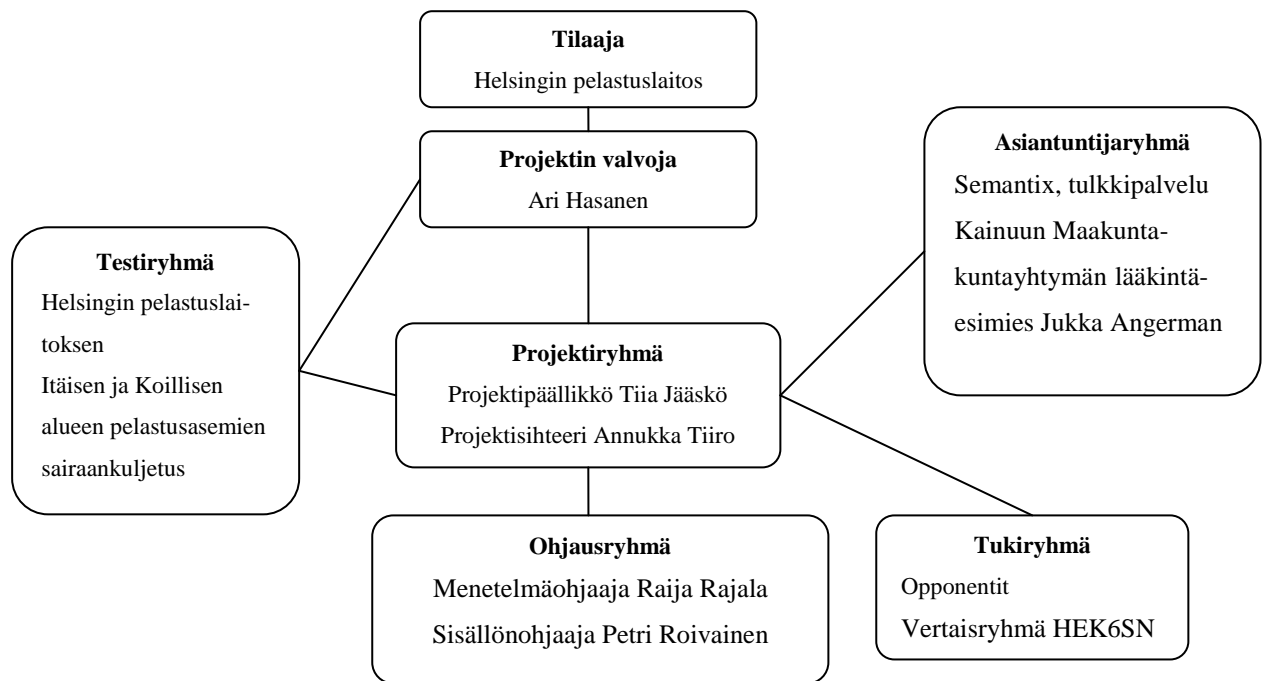 Tilaaja
Helsingin pelastuslaitos
Projektin valvoja
Ari Hasanen
Asiantuntijaryhmä
Semantix, tulkkipalvelu
Kainuun Maakunta-
kuntayhtymän lääkintä-
esimies Jukka Angerman
Testiryhmä
Helsingin pelastuslai-
toksen
Itäisen ja Koillisen
alueen pelastusasemien
sairaankuljetus
Projektiryhmä
Projektipäällikkö Tiia Jääskö
Projektisihteeri Annukka Tiiro
Ohjausryhmä
Menetelmäohjaaja Raija Rajala
Sisällönohjaaja Petri Roivainen
Tukiryhmä
Opponentit
Vertaisryhmä HEK6SN